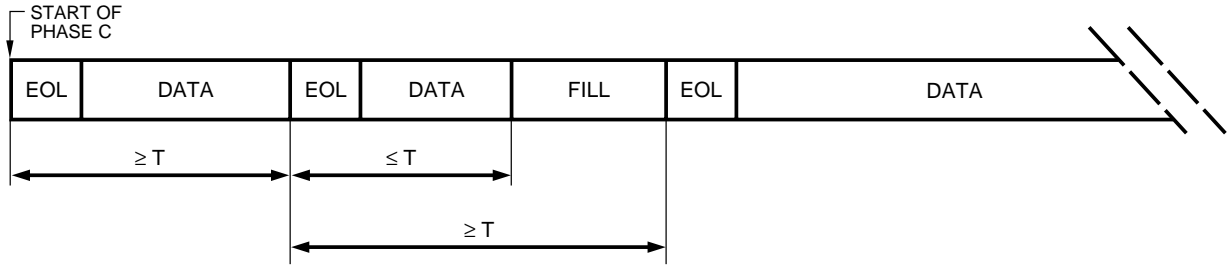 START OF
PHASE C
EOL DATA EOL DATA FILL EOL DATA
≥ T ≤ T
≥ T